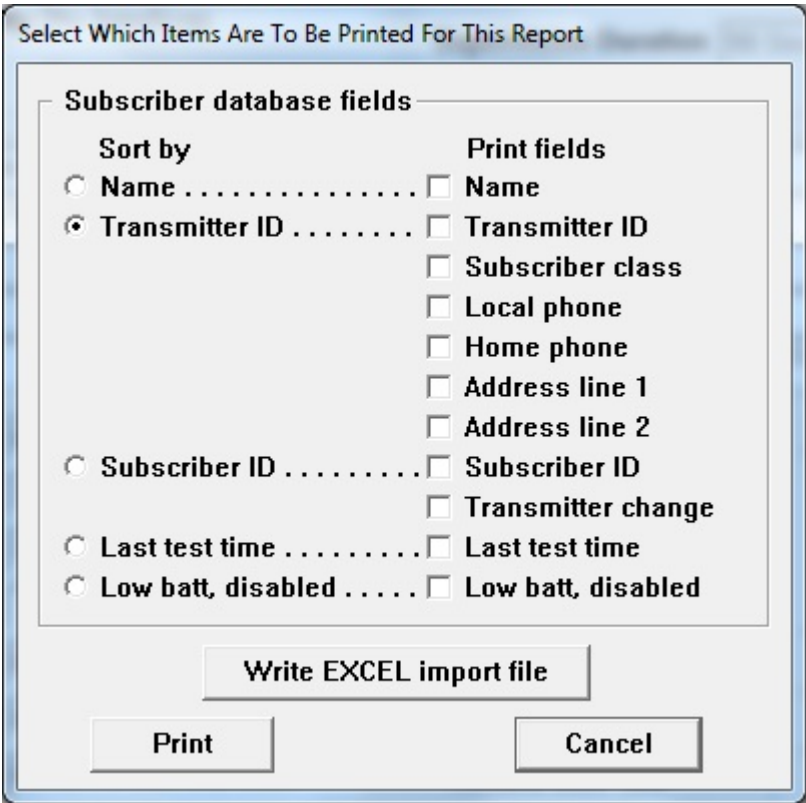 Select Which Items Are To Be Printed For This Report
Subscriber database fields
Sort by Print fields
Name . . . . . . . . . . . . . . . . Name
Transmitter ID . . . . . . . . Transmitter ID
Subscriber class
Local phone
Home phone
Address line 1
Address line 2
Subscriber ID . . . . . . . . . Subscriber ID
Transmitter change
Last test time . . . . . . . . . Last test time
Low batt, disabled . . . . . Low batt, disabled
Write EXCEL import file
Print Cancel